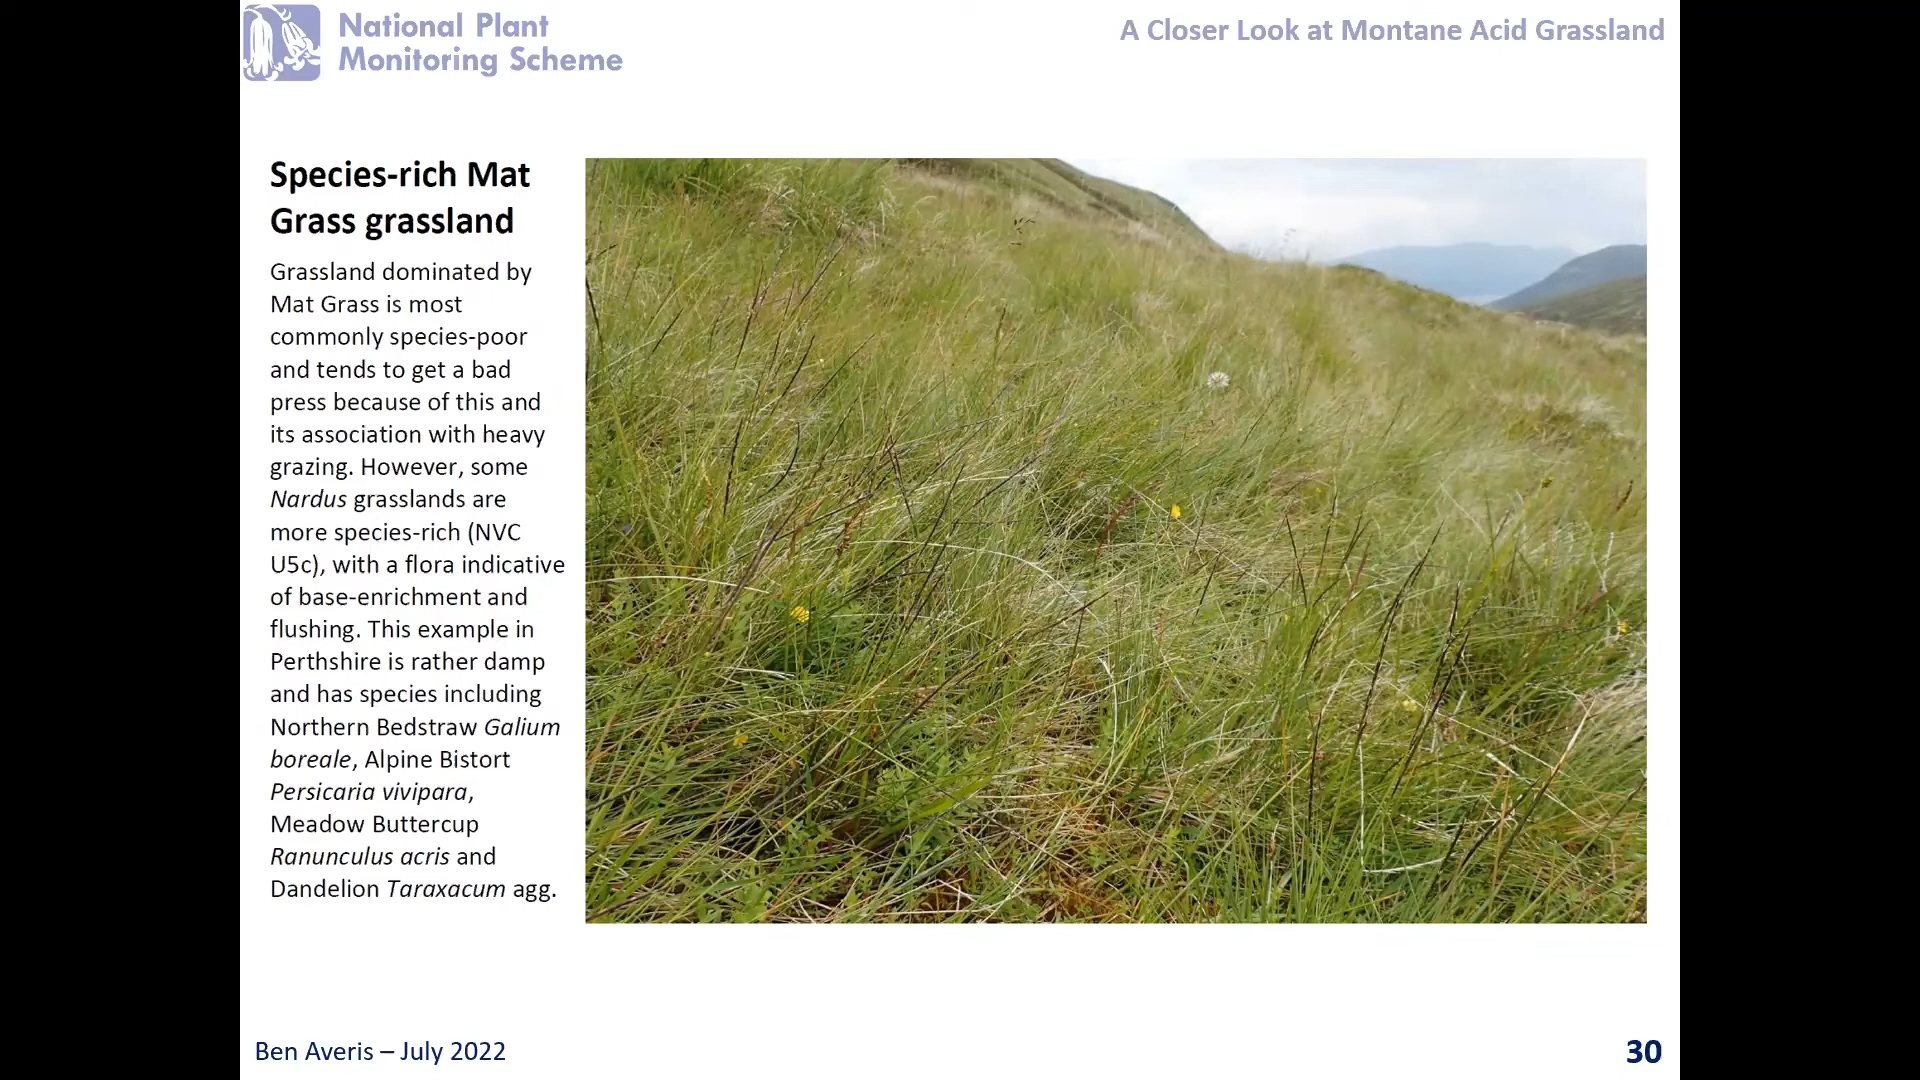 National Plant
Monitoring Scheme
A Closer Look at Montane Acid Grassland
Species-rich Mat
Grass grassland
Grassland dominated by
Mat Grass is most
commonly species-poor
and tends to get a bad
press because of this and
its association with heavy
grazing. However, some
Nardus grasslands are
more species-rich (NVC
U5c), with a flora indicative
of base-enrichment and
flushing. This example in
Perthshire is rather damp
and has species including
Northern Bedstraw Galium
boreale, Alpine Bistort
Persicaria vivipara,
Meadow Buttercup
Ranunculus acris and
Dandelion Taraxacum agg.
Ben Averis – July 2022
30